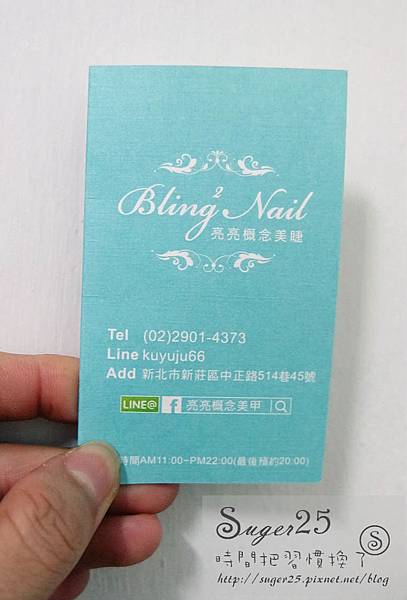 Bling² Nail
亮亮概念美睫
Tel (02)2901-4373
Line kuyuju66
Add 新北市新莊區中正路514巷45號
LINE@ f 亮亮概念美甲
時間AM11:00~PM22:00(最後預約20:00)
Suger25
時間把習慣換了
S
http://suger25.pixnet.net/blog